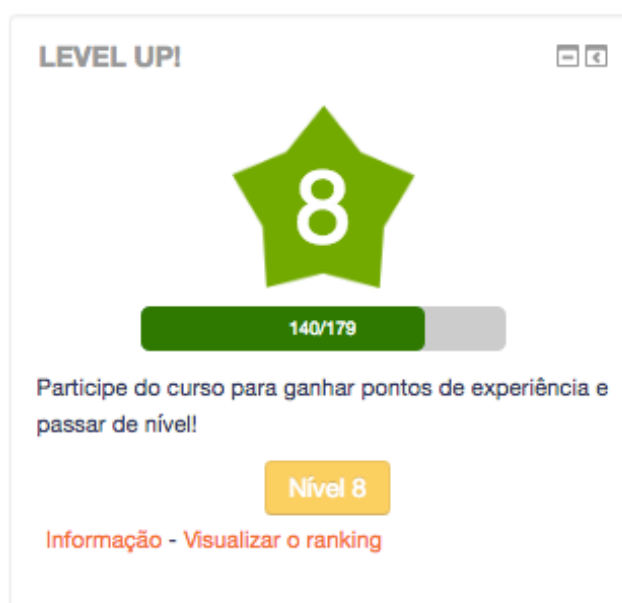 LEVEL UP!
8
140/179
Participe do curso para ganhar pontos de experiência e
passar de nível!
Nível 8
Informação - Visualizar o ranking